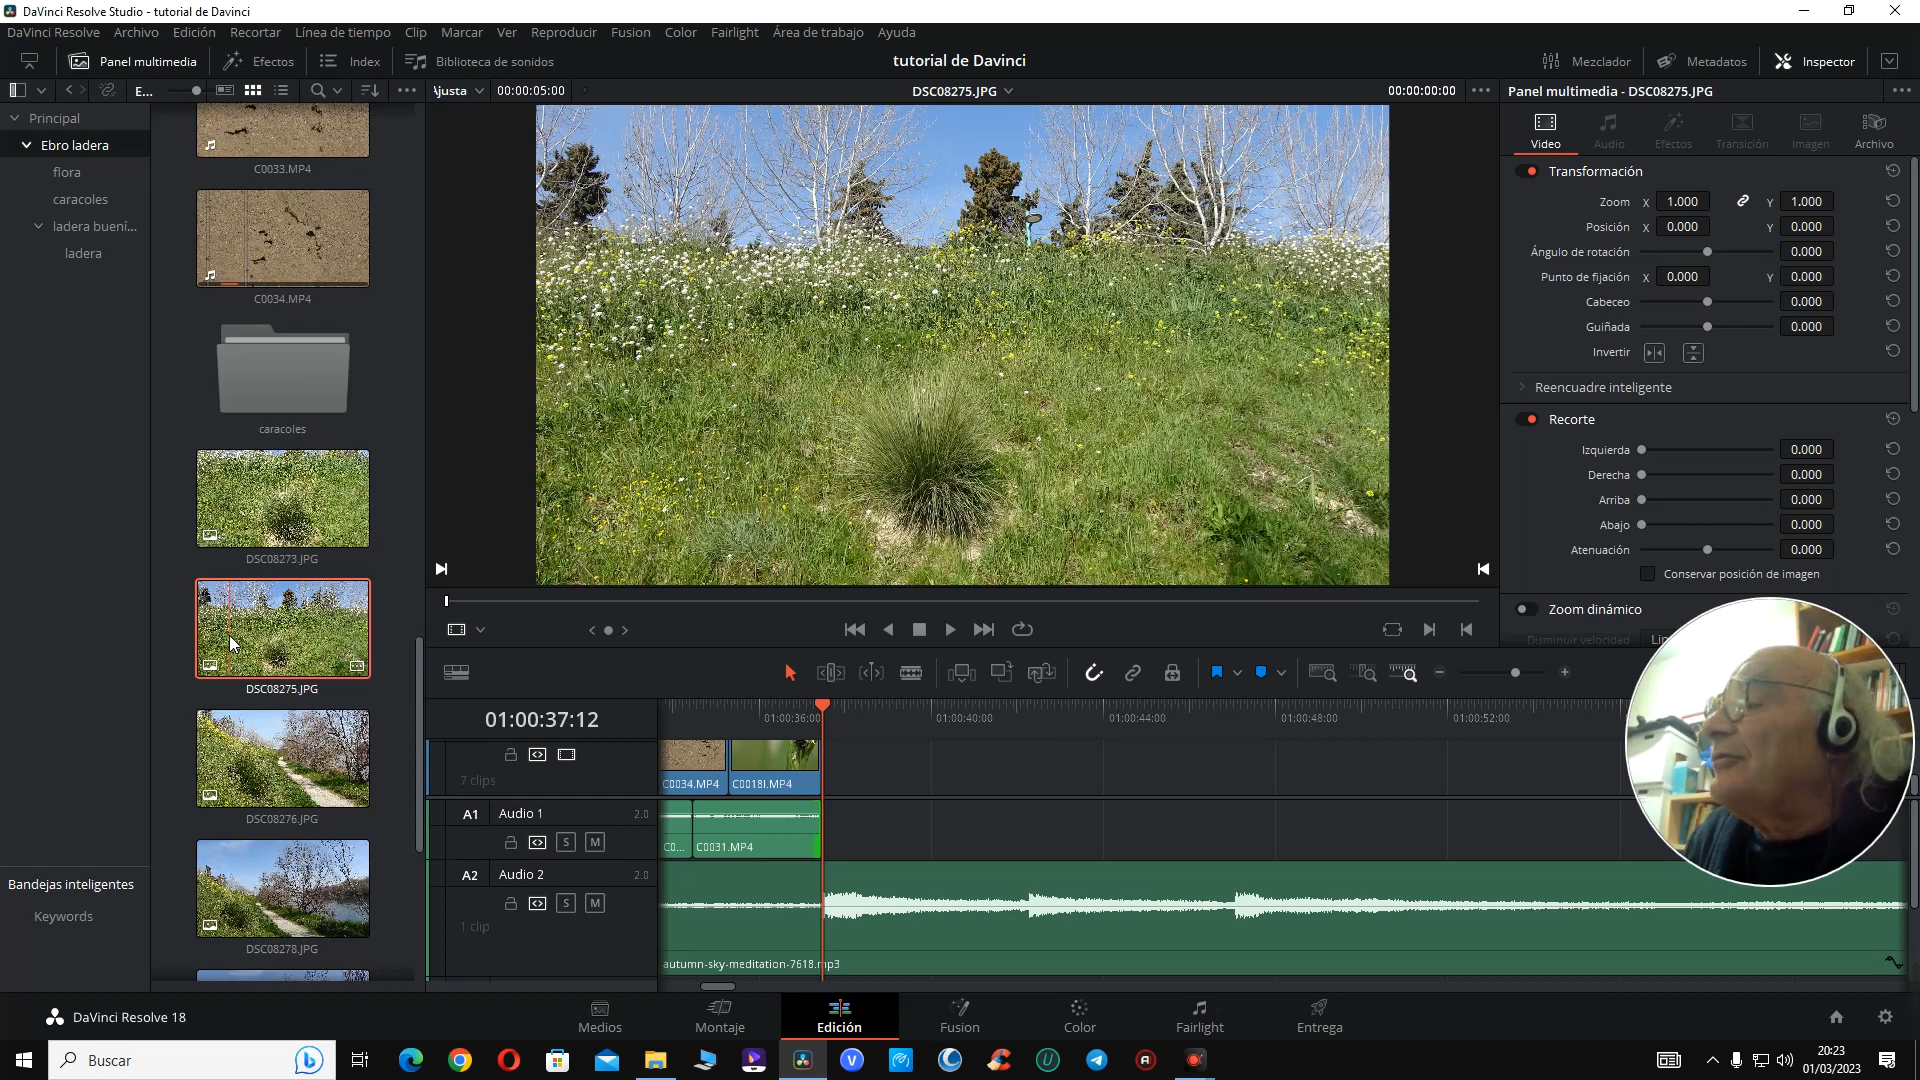 DaVinci Resolve Studio - tutorial de Davinci
DaVinci Resolve Archivo Edición Recortar Línea de tiempo Clip Marcar Ver Reproducir Fusion Color Fairlight Área de trabajo Ayuda
Panel multimedia Efectos Index Biblioteca de sonidos tutorial de Davinci Mezclador Metadatos Inspector
E... 00:00:05:00 DSC08275.JPG 00:00:00:00 Panel multimedia - DSC08275.JPG
Principal
Ebro ladera
flora
caracoles
ladera buení...
ladera
C0033.MP4
C0034.MP4
caracoles
DSC08273.JPG
DSC08275.JPG
DSC08276.JPG
DSC08278.JPG
Bandejas inteligentes
Keywords
Video Audio Efectos Transición Imagen Archivo
Transformación
Zoom X 1.000 Y 1.000
Posición X 0.000 Y 0.000
Ángulo de rotación 0.000
Punto de fijación X 0.000 Y 0.000
Cabeceo 0.000
Guiñada 0.000
Invertir
Reencuadre inteligente
Recorte
Izquierda 0.000
Derecha 0.000
Arriba 0.000
Abajo 0.000
Atenuación 0.000
Conservar posición de imagen
Zoom dinámico
Disminuir velocidad
01:00:37:12 01:00:36:00 01:00:40:00 01:00:44:00 01:00:48:00 01:00:52:00
7 clips
C0034.MP4 C0018I.MP4
A1 Audio 1 2.0
S M
C0... C0031.MP4
A2 Audio 2 2.0
S M
1 clip
autumn-sky-meditation-7618.mp3
DaVinci Resolve 18
Medios Montaje Edición Fusion Color Fairlight Entrega
Buscar
20:23
01/03/2023